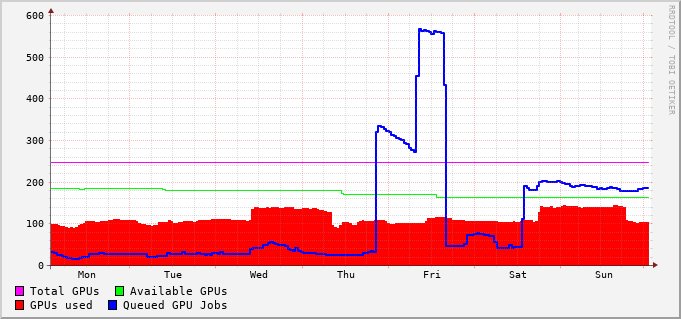 600
500
400
300
200
100
0
Mon Tue Wed Thu Fri Sat Sun
RRDTOOL / TOBI OETIKER
Total GPUs Available GPUs
GPUs used Queued GPU Jobs